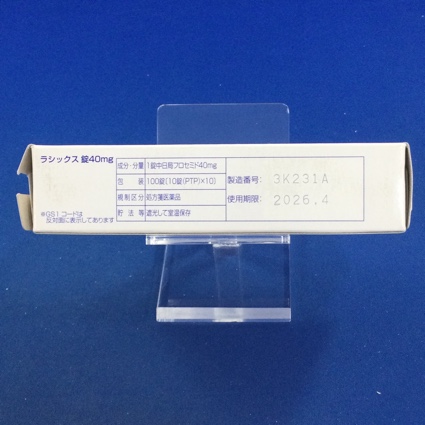 ラシックス 錠40mg
成分・分量 1錠中日局フロセミド40mg
包 装 100錠[10錠(PTP)×10]
規制区分 処方箋医薬品
貯 法 等 遮光して室温保存
※GS1コードは
反対面に表示してあります
製造番号: 3K231A
使用期限: 2026.4